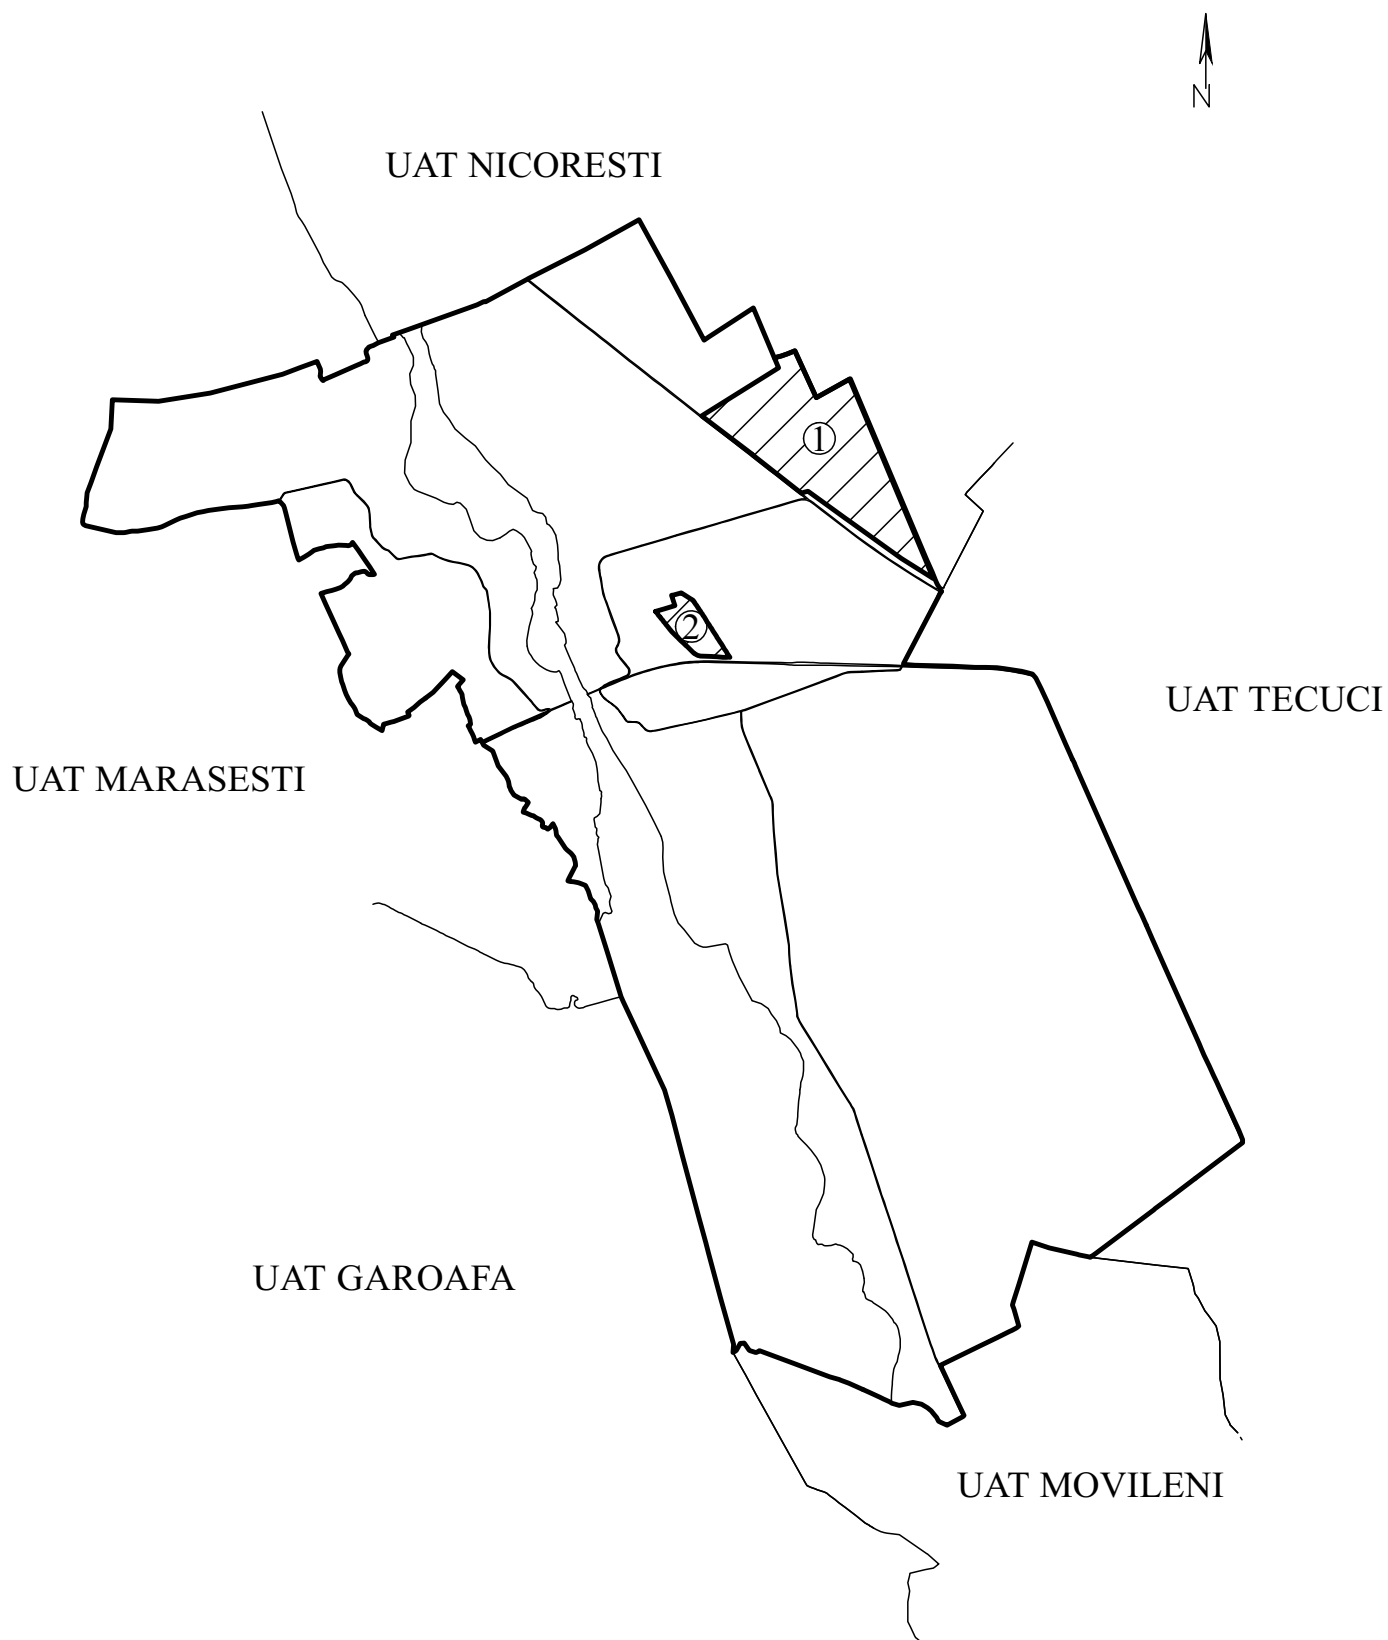 N
UAT NICORESTI
1
2
UAT TECUCI
UAT MARASESTI
UAT GAROAFA
UAT MOVILENI